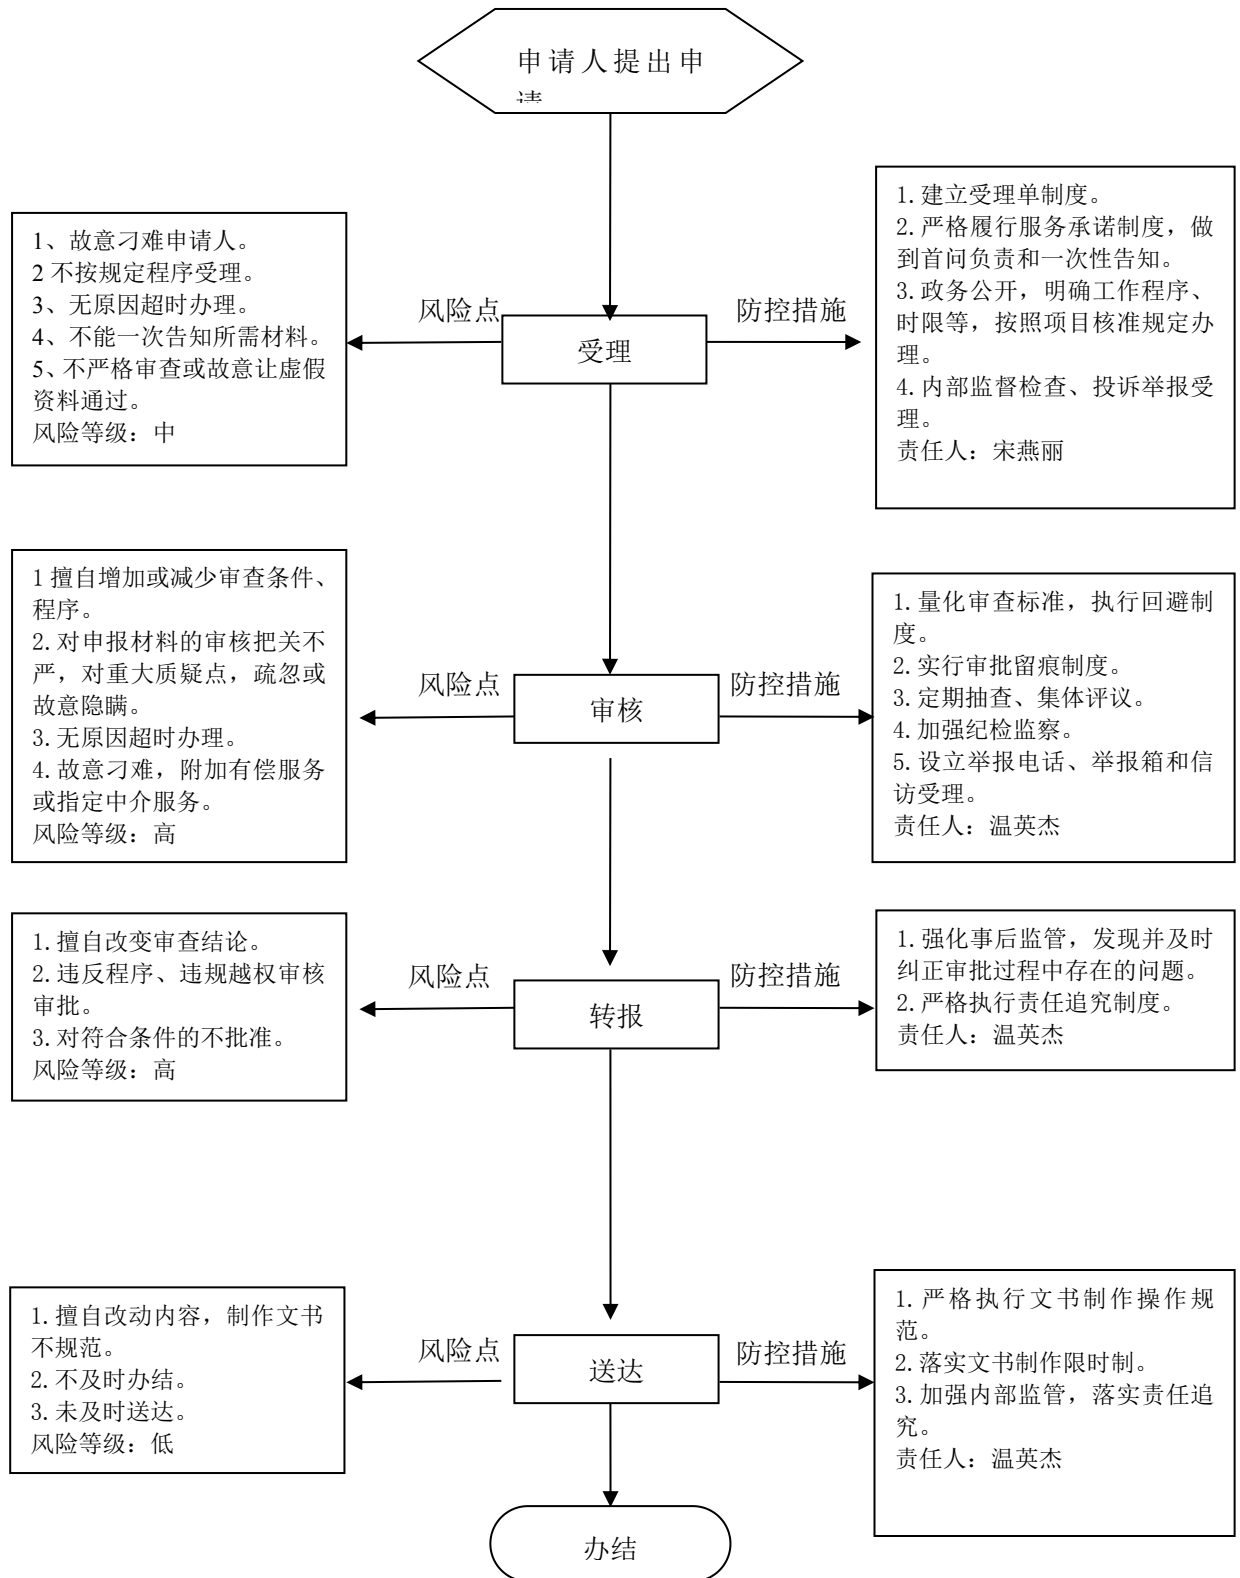 申请人提出申
请
1、故意刁难申请人。
2 不按规定程序受理。
3、无原因超时办理。
4、不能一次告知所需材料。
5、不严格审查或故意让虚假
资料通过。
风险等级：中
风险点
受理
防控措施
1.建立受理单制度。
2.严格履行服务承诺制度，做
到首问负责和一次性告知。
3.政务公开，明确工作程序、
时限等，按照项目核准规定办
理。
4.内部监督检查、投诉举报受
理。
责任人：宋燕丽
1 擅自增加或减少审查条件、
程序。
2.对申报材料的审核把关不
严，对重大质疑点，疏忽或
故意隐瞒。
3.无原因超时办理。
4.故意刁难，附加有偿服务
或指定中介服务。
风险等级：高
风险点
审核
防控措施
1.量化审查标准，执行回避制
度。
2.实行审批留痕制度。
3.定期抽查、集体评议。
4.加强纪检监察。
5.设立举报电话、举报箱和信
访受理。
责任人：温英杰
1.擅自改变审查结论。
2.违反程序、违规越权审核
审批。
3.对符合条件的不批准。
风险等级：高
风险点
转报
防控措施
1.强化事后监管，发现并及时
纠正审批过程中存在的问题。
2.严格执行责任追究制度。
责任人：温英杰
1.擅自改动内容，制作文书
不规范。
2.不及时办结。
3.未及时送达。
风险等级：低
风险点
送达
防控措施
1.严格执行文书制作操作规
范。
2.落实文书制作限时制。
3.加强内部监管，落实责任追
究。
责任人：温英杰
办结